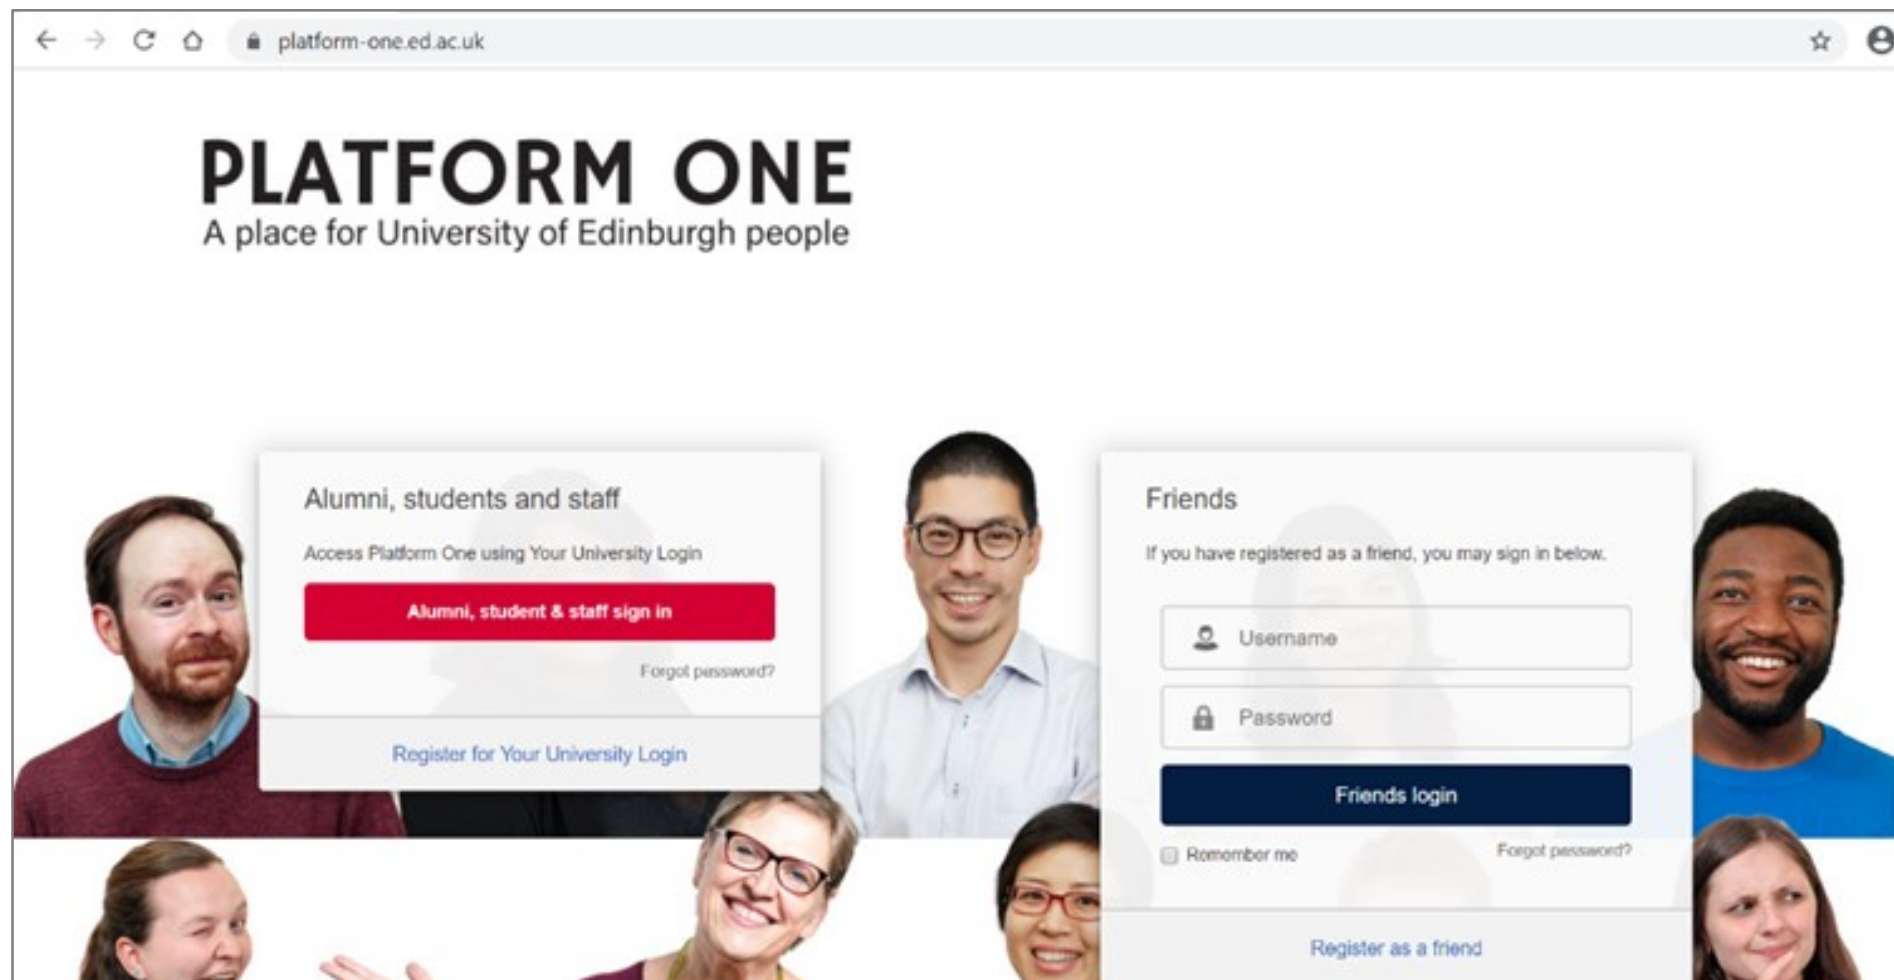 platform-one.ed.ac.uk
PLATFORM ONE
A place for University of Edinburgh people
Alumni, students and staff
Access Platform One using Your University Login
Alumni, student & staff sign in
Forgot password?
Register for Your University Login
Friends
If you have registered as a friend, you may sign in below.
Username
Password
Friends login
Remember me
Forgot password?
Register as a friend